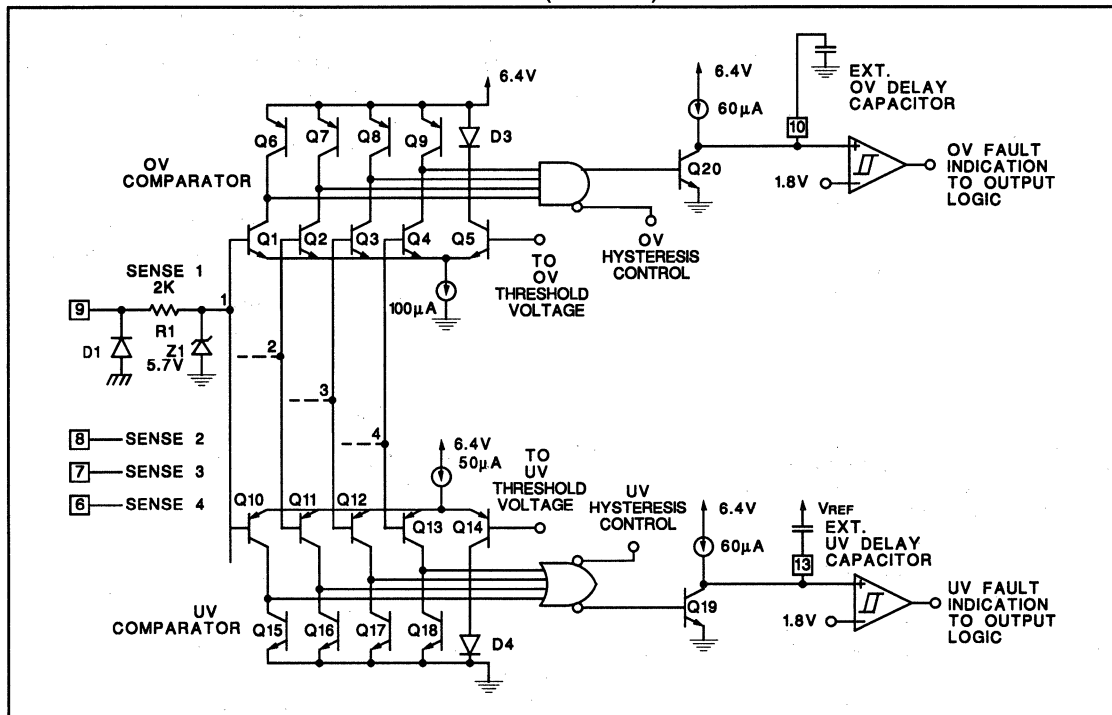 6.4V
6.4V
EXT.
OV DELAY
CAPACITOR
60µA
10
Q6
Q7
Q8
Q9
D3
OV
COMPARATOR
Q20
1.8V
OV FAULT
INDICATION
TO OUTPUT
LOGIC
Q1
Q2
Q3
Q4
Q5
OV
HYSTERESIS
CONTROL
TO
OV
THRESHOLD
VOLTAGE
100µA
SENSE 1
2K
1
9
R1
D1
Z1
5.7V
2
3
4
8 SENSE 2
7 SENSE 3
6 SENSE 4
6.4V
50µA
TO
UV
THRESHOLD
VOLTAGE
UV
HYSTERESIS
CONTROL
Q10
Q11
Q12
Q13
Q14
6.4V
60µA
VREF
EXT.
UV DELAY
CAPACITOR
13
Q19
1.8V
UV FAULT
INDICATION
TO OUTPUT
LOGIC
UV
COMPARATOR
Q15
Q16
Q17
Q18
D4